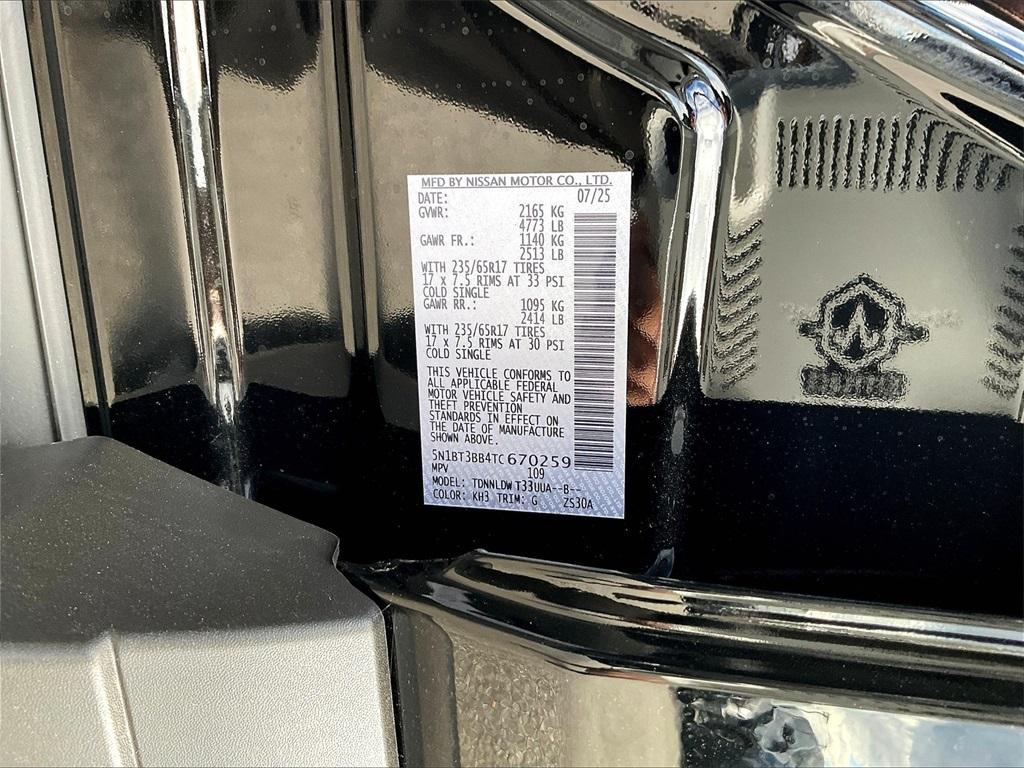 MFD BY NISSAN MOTOR CO., LTD.
DATE: 07/25
GVWR: 2165 KG
4773 LB
GAWR FR.: 1140 KG
2513 LB
WITH 235/65R17 TIRES
17 x 7.5 RIMS AT 33 PSI
COLD SINGLE
GAWR RR.: 1095 KG
2414 LB
WITH 235/65R17 TIRES
17 x 7.5 RIMS AT 30 PSI
COLD SINGLE
THIS VEHICLE CONFORMS TO
ALL APPLICABLE FEDERAL
MOTOR VEHICLE SAFETY AND
THEFT PREVENTION
STANDARDS IN EFFECT ON
THE DATE OF MANUFACTURE
SHOWN ABOVE.
5N1BT3BB4TC670259
MPV 109
MODEL: TDNNLDW T33UUA--B--
COLOR: KH3 TRIM: G ZS30A